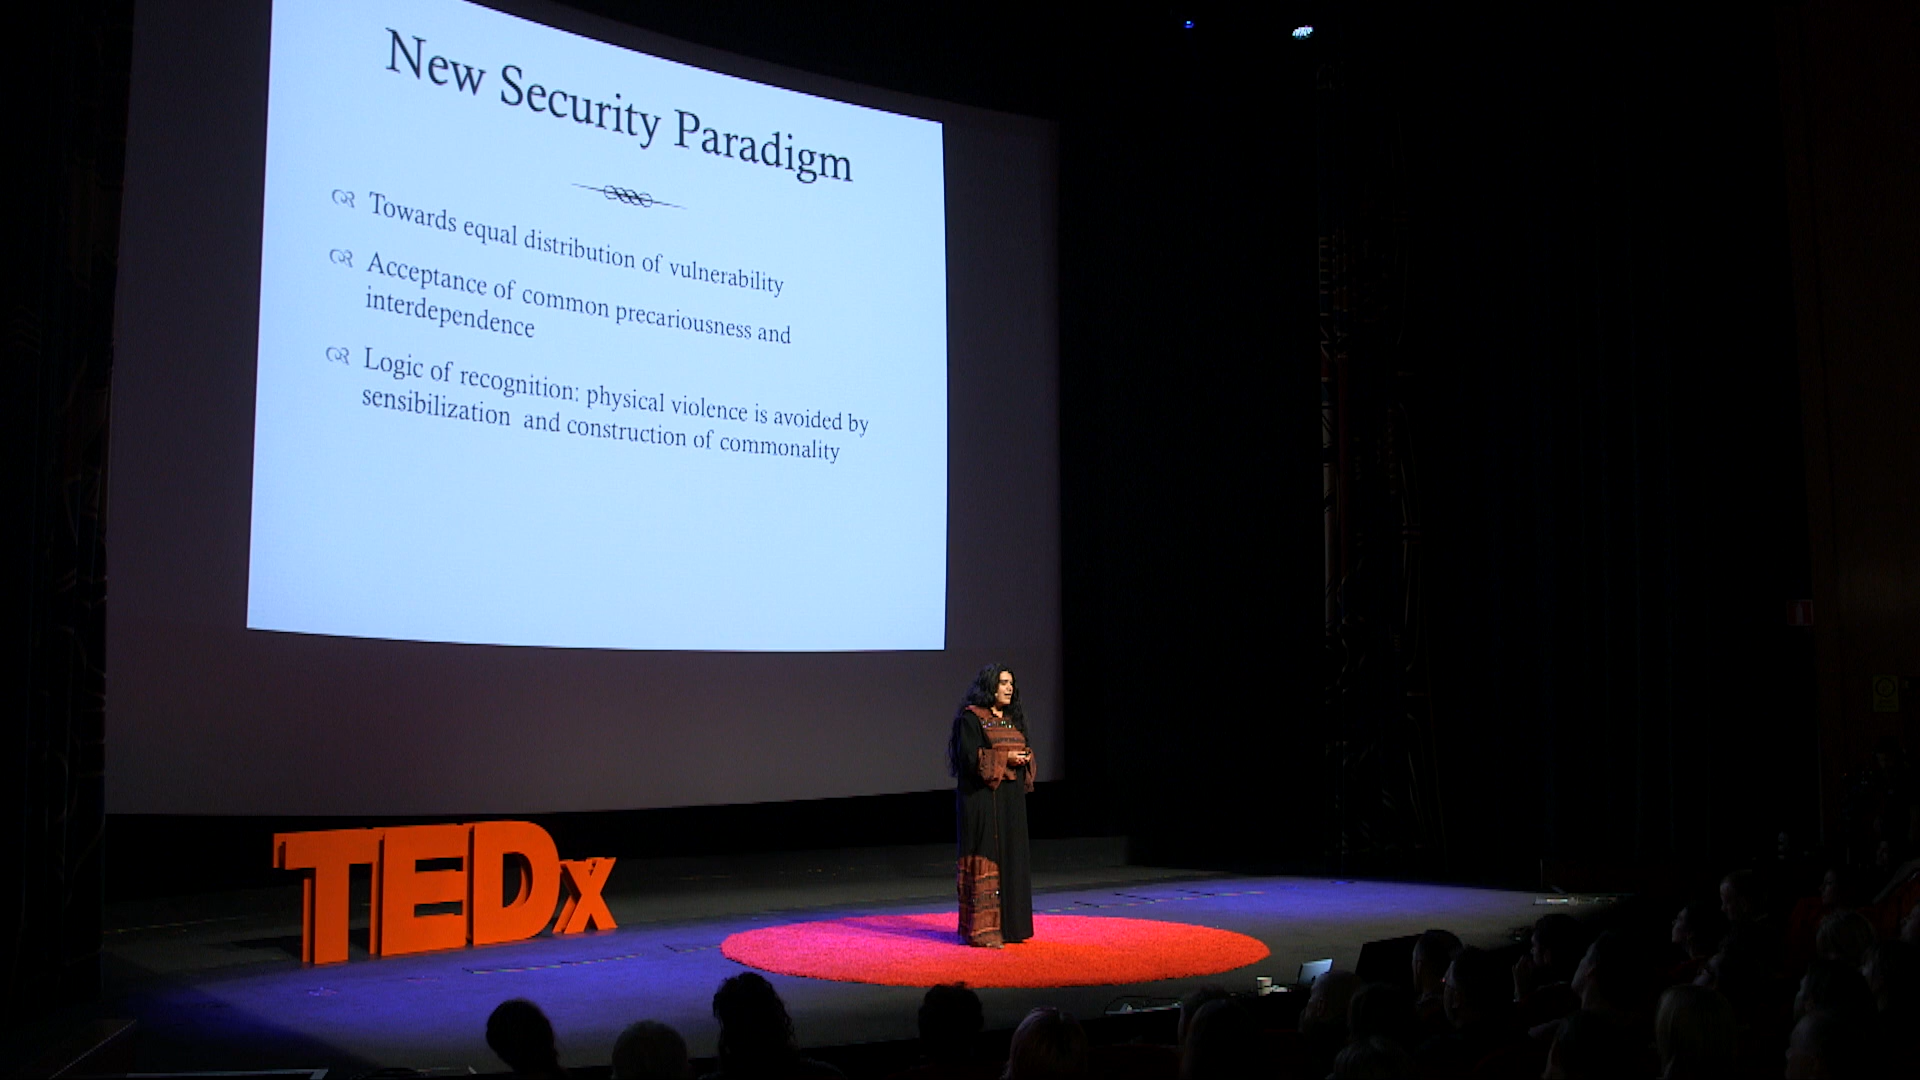 New Security Paradigm
Towards equal distribution of vulnerability
Acceptance of common precariousness and
interdependence
Logic of recognition: physical violence is avoided by
sensibilization and construction of commonality
TEDx